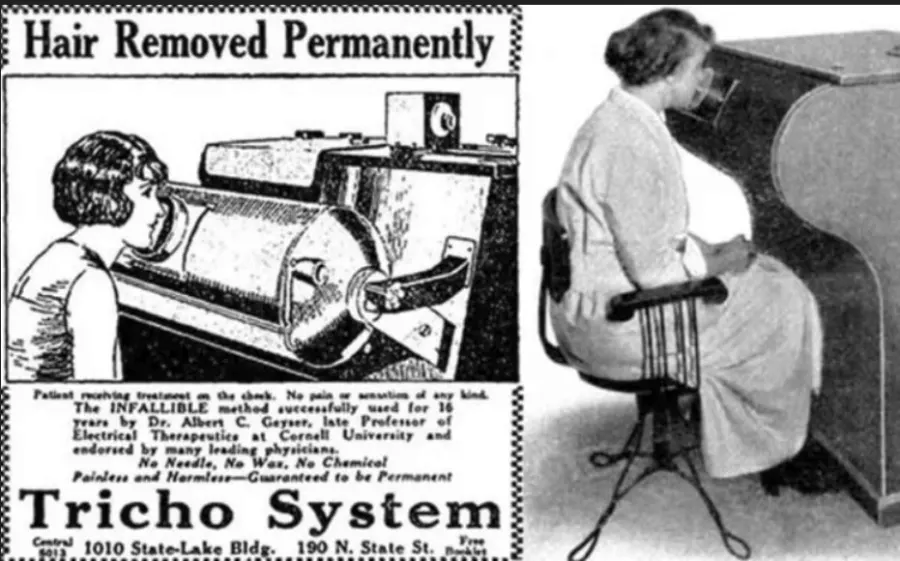 Hair Removed Permanently
Patient receiving treatment on the cheek. No pain or sensation of any kind.
The INFALLIBLE method successfully used for 16
years by Dr. Albert C. Geyser, late Professor of
Electrical Therapeutics at Cornell University and
endorsed by many leading physicians.
No Needle, No Wax, No Chemical
Painless and Harmless—Guaranteed to be Permanent
Tricho System
Central
6013
1010 State-Lake Bldg. 190 N. State St.
Free
Booklet